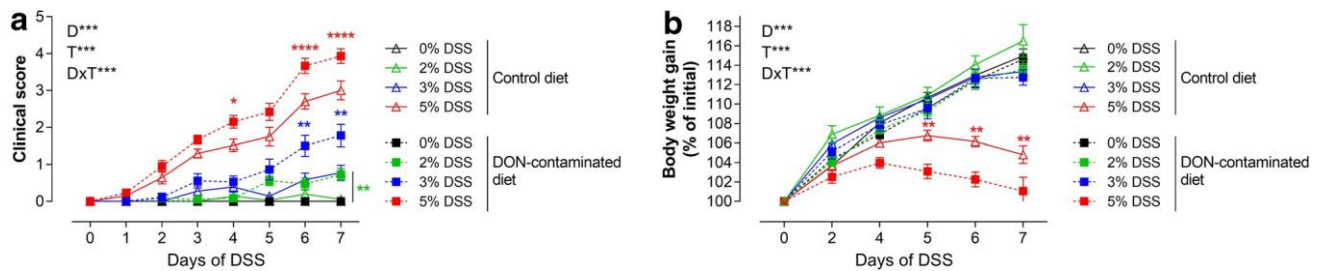 a
Clinical score
5
4
3
2
1
0
D***
T***
DxT***
*
****
****
**
**
**
0 1 2 3 4 5 6 7
Days of DSS
0% DSS
2% DSS
3% DSS
5% DSS
Control diet
0% DSS
2% DSS
3% DSS
5% DSS
DON-contaminated
diet
b
Body weight gain
(% of initial)
118
116
114
112
110
108
106
104
102
100
D***
T***
DxT***
**
**
**
0 2 4 5 6 7
Days of DSS
0% DSS
2% DSS
3% DSS
5% DSS
Control diet
0% DSS
2% DSS
3% DSS
5% DSS
DON-contaminated
diet